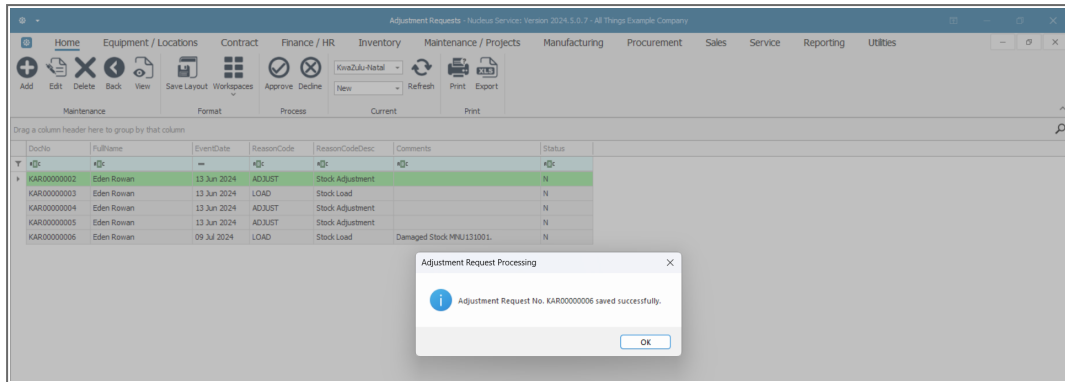 Adjustment Requests - Nucleus Service: Version 2024.5.0.7 - All Things Example Company
Home Equipment / Locations Contract Finance / HR Inventory Maintenance / Projects Manufacturing Procurement Sales Service Reporting Utilities
KwaZulu-Natal
New
Add Edit Delete Back View Save Layout Workspaces Approve Decline Refresh Print Export
Maintenance Format Process Current Print
Drag a column header here to group by that column
DocNo FullName EventDate ReasonCode ReasonCodeDesc Comments Status
KAR00000002 Eden Rowan 13 Jun 2024 ADJUST Stock Adjustment N
KAR00000003 Eden Rowan 13 Jun 2024 LOAD Stock Load N
KAR00000004 Eden Rowan 13 Jun 2024 ADJUST Stock Adjustment N
KAR00000005 Eden Rowan 13 Jun 2024 ADJUST Stock Adjustment N
KAR00000006 Eden Rowan 09 Jul 2024 LOAD Stock Load Damaged Stock MNU131001. N
Adjustment Request Processing
Adjustment Request No. KAR00000006 saved successfully.
OK